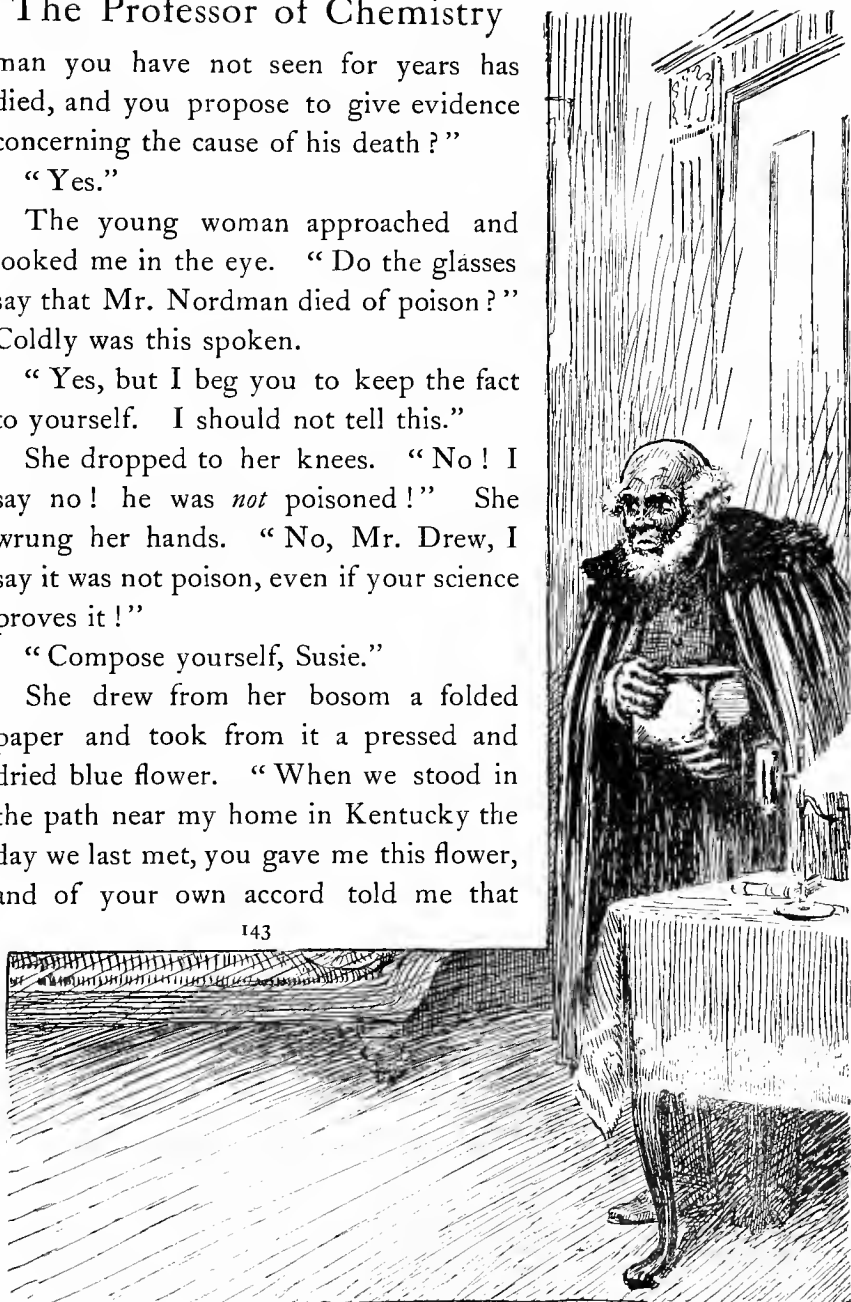 The Professor of Chemistry
man you have not seen for years has
died, and you propose to give evidence
concerning the cause of his death ? ”
“ Yes.”
The young woman approached and
looked me in the eye. “ Do the glasses
say that Mr. Nordman died of poison ? ”
Coldly was this spoken.
“ Yes, but I beg you to keep the fact
to yourself. I should not tell this.”
She dropped to her knees. “ No ! I
say no ! he was not poisoned ! ” She
wrung her hands. “ No, Mr. Drew, I
say it was not poison, even if your science
proves it ! ”
“ Compose yourself, Susie.”
She drew from her bosom a folded
paper and took from it a pressed and
dried blue flower. “ When we stood in
the path near my home in Kentucky the
day we last met, you gave me this flower,
and of your own accord told me that
143